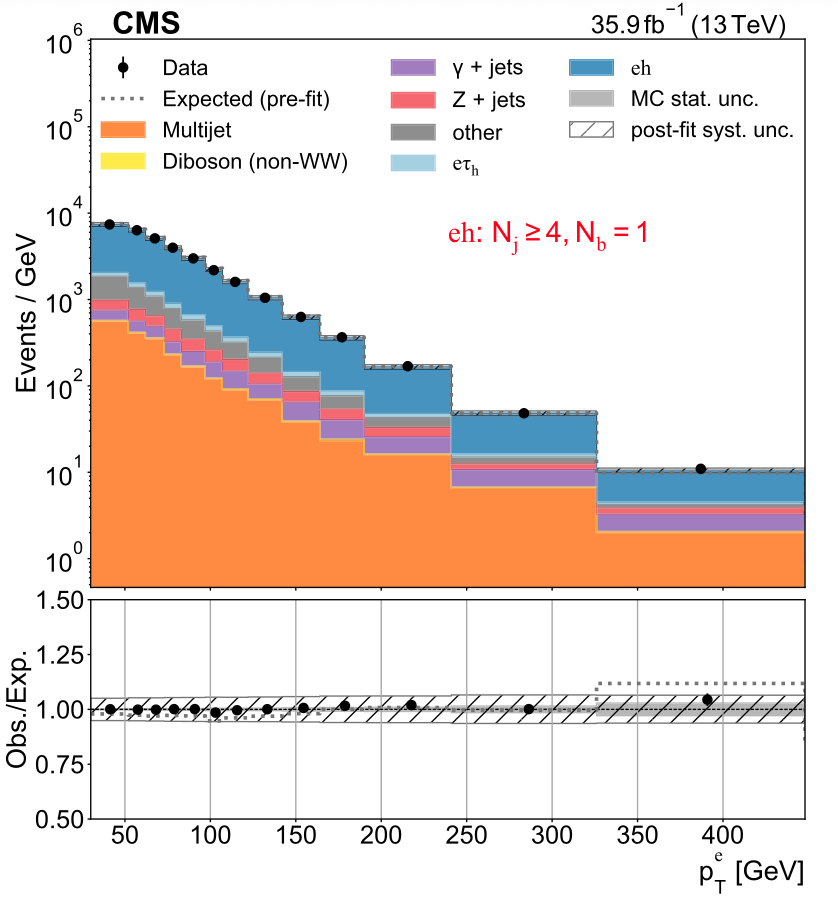 CMS 35.9 fb⁻¹ (13 TeV)
10⁶
10⁵
10⁴
10³
10²
10¹
10⁰
Events / GeV
Data
Expected (pre-fit)
Multijet
Diboson (non-WW)
γ + jets
Z + jets
other
eτₕ
eh
MC stat. unc.
post-fit syst. unc.
eh: Nⱼ ≥ 4, N_b = 1
1.50
1.25
1.00
0.75
0.50
Obs./Exp.
50 100 150 200 250 300 350 400
p_T^e [GeV]